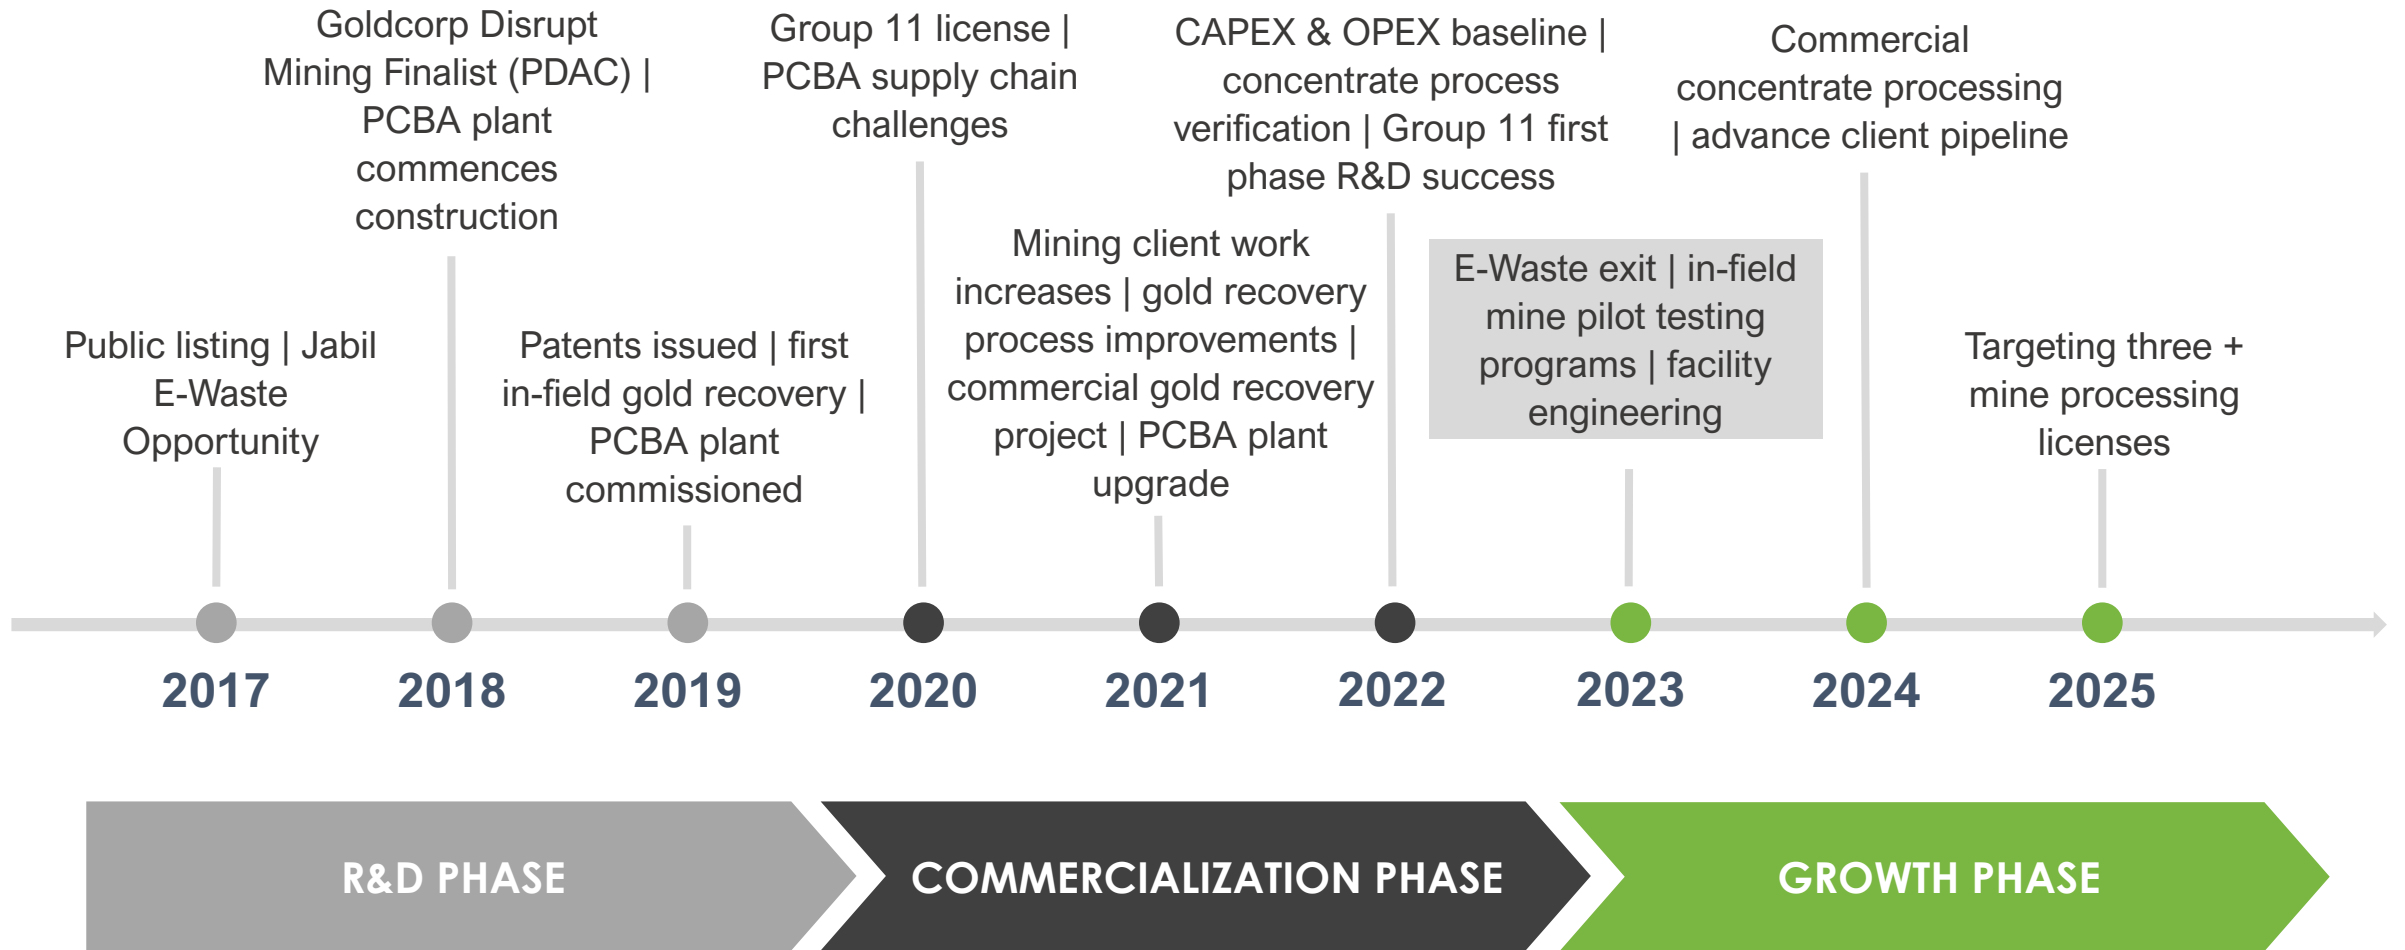 Public listing | Jabil
E-Waste
Opportunity
Goldcorp Disrupt
Mining Finalist (PDAC) |
PCBA plant
commences
construction
Patents issued | first
in-field gold recovery |
PCBA plant
commissioned
Group 11 license |
PCBA supply chain
challenges
Mining client work
increases | gold recovery
process improvements |
commercial gold recovery
project | PCBA plant
upgrade
CAPEX & OPEX baseline |
concentrate process
verification | Group 11 first
phase R&D success
E-Waste exit | in-field
mine pilot testing
programs | facility
engineering
Commercial
concentrate processing
| advance client pipeline
Targeting three +
mine processing
licenses
2017
2018
2019
2020
2021
2022
2023
2024
2025
R&D PHASE
COMMERCIALIZATION PHASE
GROWTH PHASE